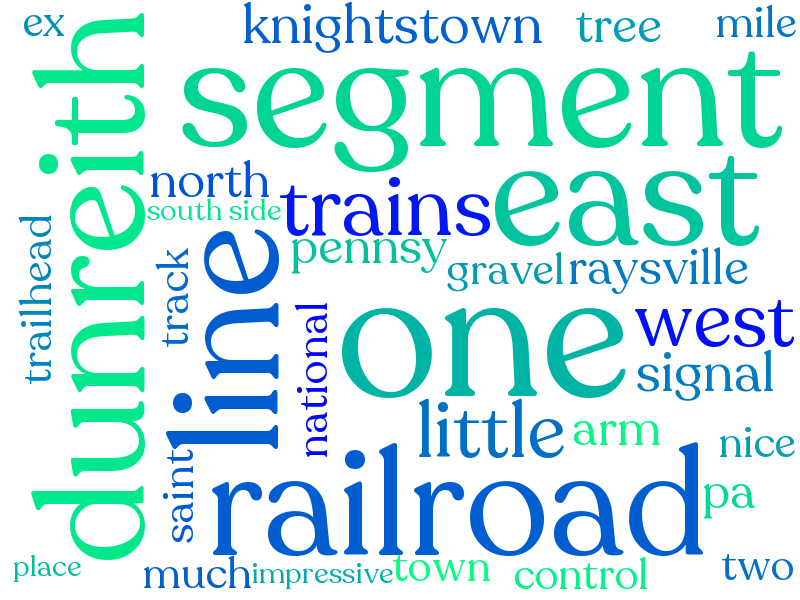 ex
knightstown
tree
mile
dunreith
segment
north
south side
trains
east
trailhead
track
line
pennsy
gravel
raysville
national
one
west
signal
little
arm
nice
saint
railroad
pa
place
much
impressive
town
control
two